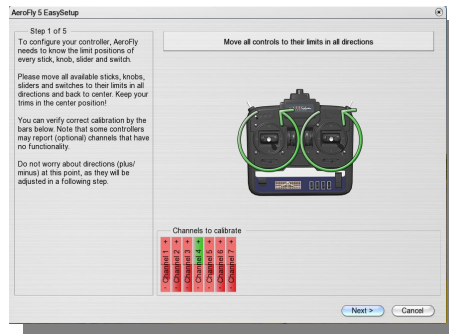 AeroFly 5 EasySetup
Step 1 of 5
To configure your controller, AeroFly
needs to know the limit positions of
every stick, knob, slider and switch.
Please move all available sticks, knobs,
sliders and switches to their limits in all
directions and back to center. Keep your
trims in the center position!
You can verify correct calibration by the
bars below. Note that some controllers
may report (optional) channels that have
no functionality.
Do not worry about directions (plus/
minus) at this point, as they will be
adjusted in a following step.
Move all controls to their limits in all directions
Channels to calibrate
- Channel 1 +
- Channel 2 +
- Channel 3 +
- Channel 4 +
- Channel 5 +
- Channel 6 +
- Channel 7 +
Next >
Cancel